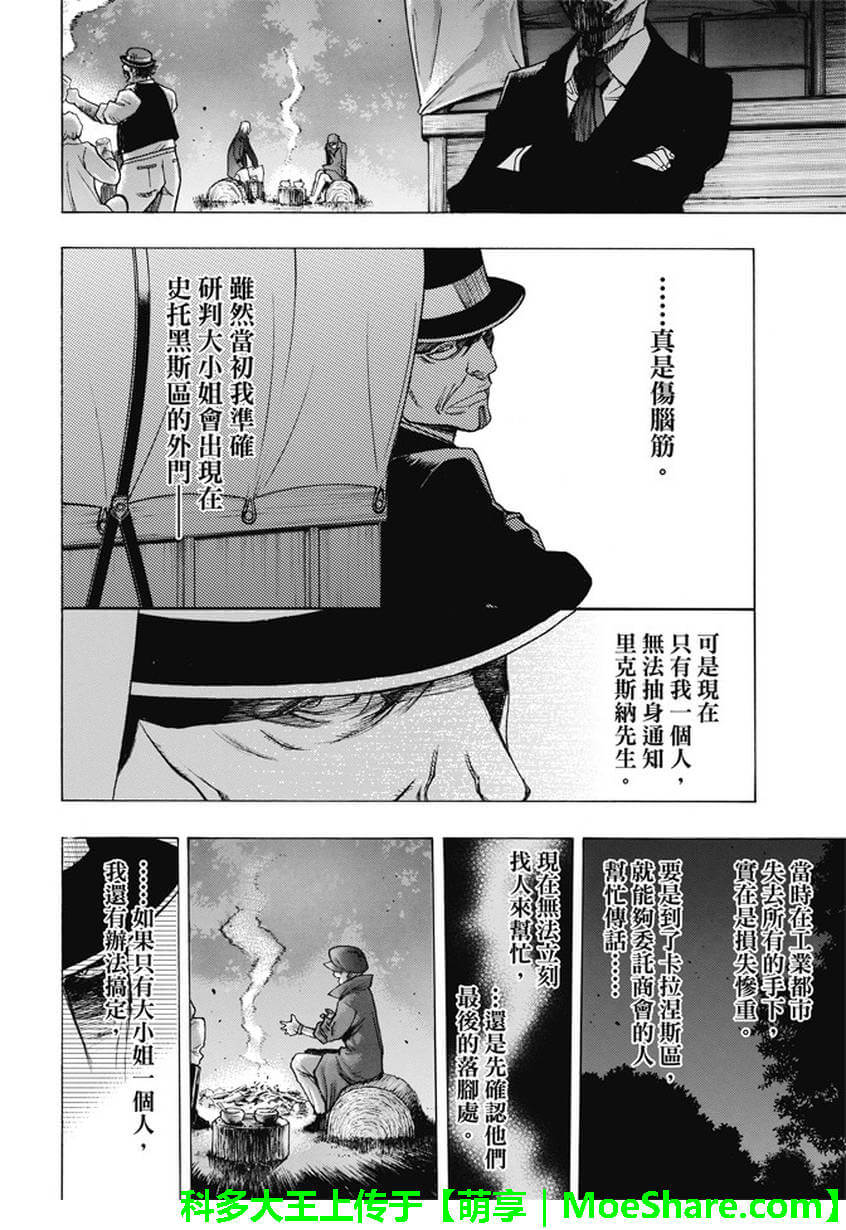 ……真是傷腦筋。
雖然當初我準確
研判大小姐會出現在
史托黑斯區的外門——
可是現在
只有我一個人，
無法抽身通知
里克斯納先生。
當時在工業都市
失去所有的手下，
實在是損失慘重。
要是到了卡拉涅斯區，
就能夠委託商會的人
幫忙傳話……
現在無法立刻
找人來幫忙，
…還是先確認他們
最後的落腳處。
……如果只有大小姐一個人，
我還有辦法搞定，
科多大王上传于【萌享｜MoeShare.com】